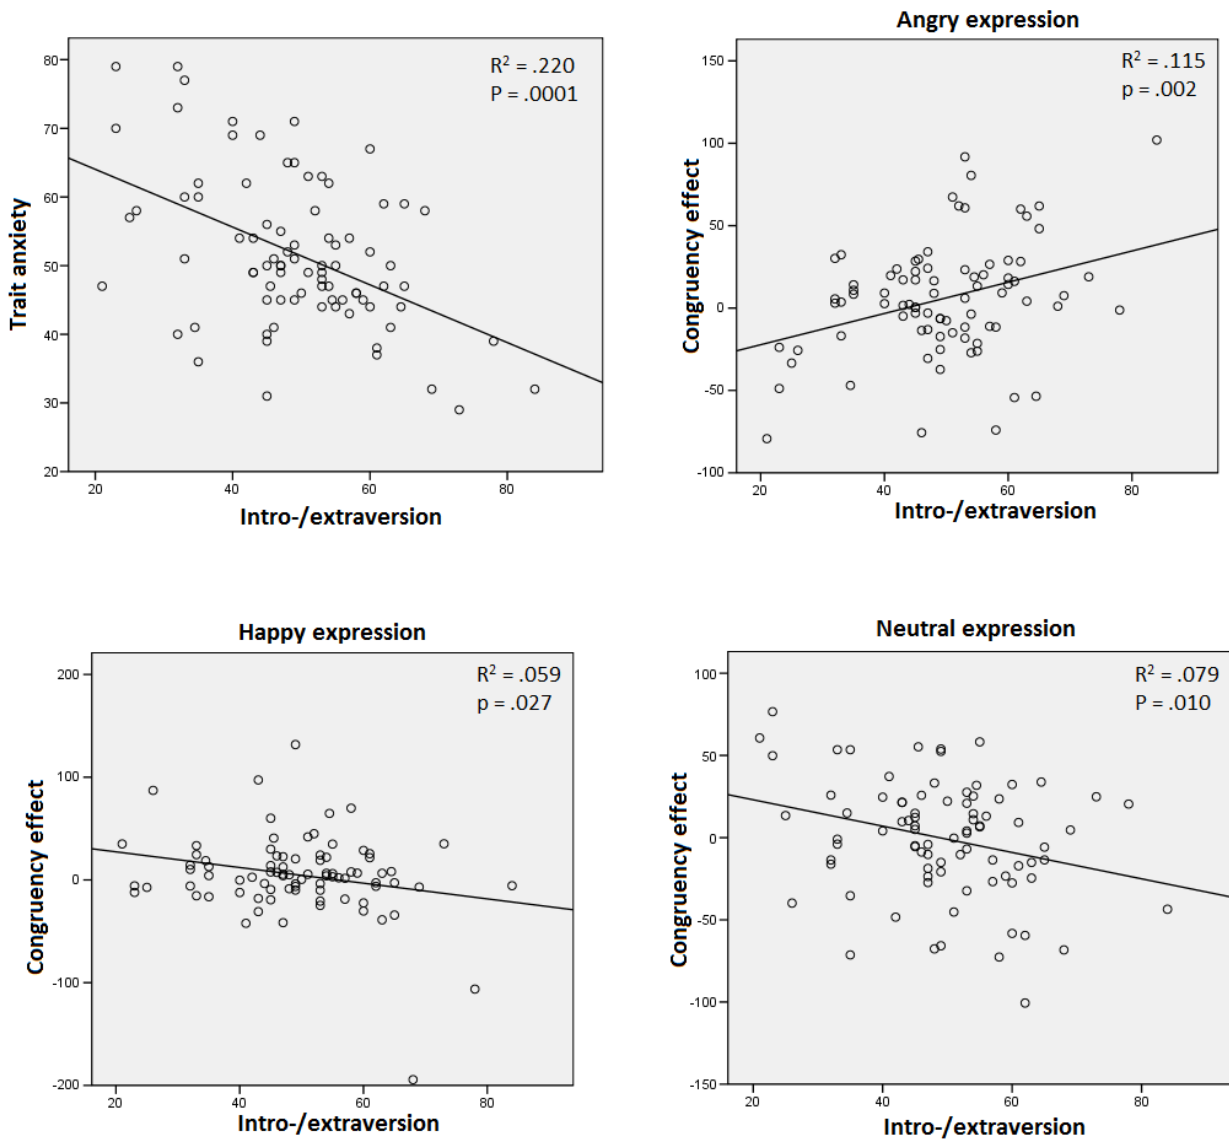 R² = .220
P = .0001
80
70
60
50
40
30
20
20 40 60 80
Trait anxiety
Intro-/extraversion
Angry expression
R² = .115
p = .002
150
100
50
0
-50
-100
20 40 60 80
Congruency effect
Intro-/extraversion
Happy expression
R² = .059
p = .027
200
100
0
-100
-200
20 40 60 80
Congruency effect
Intro-/extraversion
Neutral expression
R² = .079
P = .010
100
50
0
-50
-100
-150
20 40 60 80
Congruency effect
Intro-/extraversion